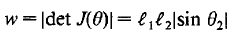 w = |det J(θ)| = ℓ₁ℓ₂|sin θ₂|